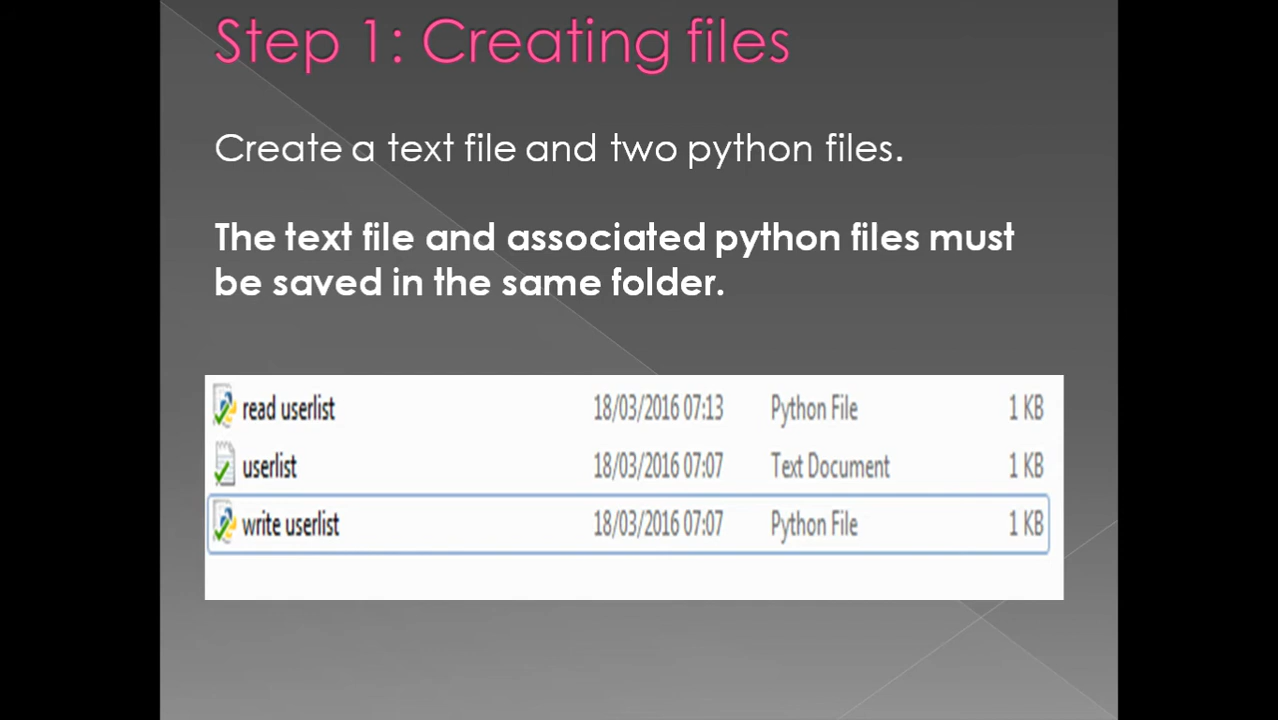 Step 1: Creating files
Create a text file and two python files.
The text file and associated python files must
be saved in the same folder.
read userlist 18/03/2016 07:13 Python File 1 KB
userlist 18/03/2016 07:07 Text Document 1 KB
write userlist 18/03/2016 07:07 Python File 1 KB